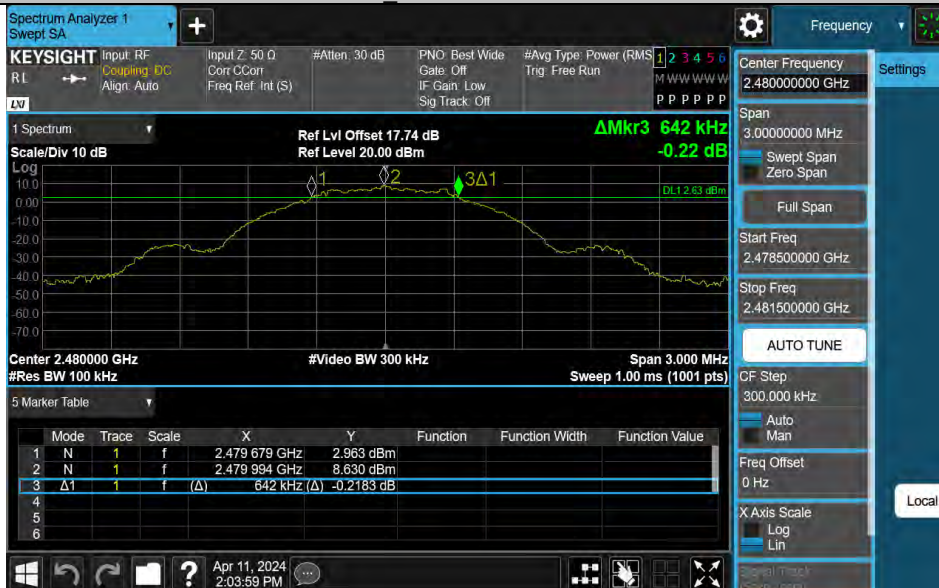 Spectrum Analyzer 1
Swept SA
+
Frequency
KEYSIGHT
RL
LXI
Input: RF
Coupling: DC
Align: Auto
Input Z: 50 Ω
Corr CCorr
Freq Ref: Int (S)
#Atten: 30 dB
PNO: Best Wide
Gate: Off
IF Gain: Low
Sig Track: Off
#Avg Type: Power (RMS
Trig: Free Run
1 2 3 4 5 6
M W W W W W
P P P P P P
1 Spectrum
Scale/Div 10 dB
Ref Lvl Offset 17.74 dB
Ref Level 20.00 dBm
ΔMkr3 642 kHz
-0.22 dB
Log
10.0
0.00
-10.0
-20.0
-30.0
-40.0
-50.0
-60.0
-70.0
1
2
3Δ1
DL1 2.63 dBm
Center 2.480000 GHz
#Video BW 300 kHz
Span 3.000 MHz
#Res BW 100 kHz
Sweep 1.00 ms (1001 pts)
5 Marker Table
Mode Trace Scale X Y Function Function Width Function Value
1 N 1 f 2.479 679 GHz 2.963 dBm
2 N 1 f 2.479 994 GHz 8.630 dBm
3 Δ1 1 f (Δ) 642 kHz (Δ) -0.2183 dB
4
5
6
?
Apr 11, 2024
2:03:59 PM
Center Frequency
2.480000000 GHz
Settings
Span
3.00000000 MHz
Swept Span
Zero Span
Full Span
Start Freq
2.478500000 GHz
Stop Freq
2.481500000 GHz
AUTO TUNE
CF Step
300.000 kHz
Auto
Man
Freq Offset
0 Hz
Local
X Axis Scale
Log
Lin
Signal Track